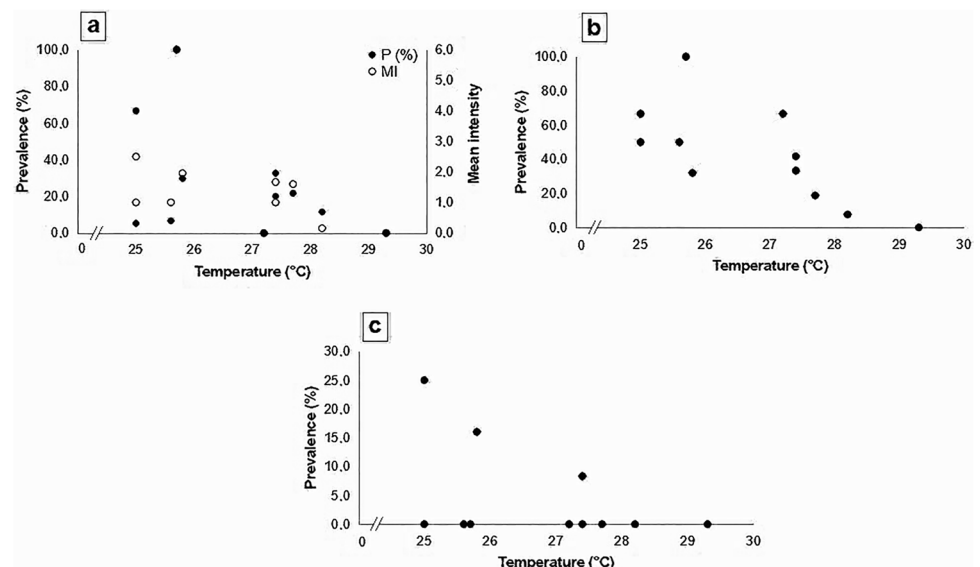 a
100.0
80.0
60.0
40.0
20.0
0.0
Prevalence (%)
P (%)
MI
6.0
5.0
4.0
3.0
2.0
1.0
0.0
Mean intensity
0 25 26 27 28 29 30
Temperature (°C)
b
100.0
80.0
60.0
40.0
20.0
0.0
Prevalence (%)
0 25 26 27 28 29 30
Temperature (°C)
c
30.0
25.0
20.0
15.0
10.0
5.0
0.0
Prevalence (%)
0 25 26 27 28 29 30
Temperature (°C)